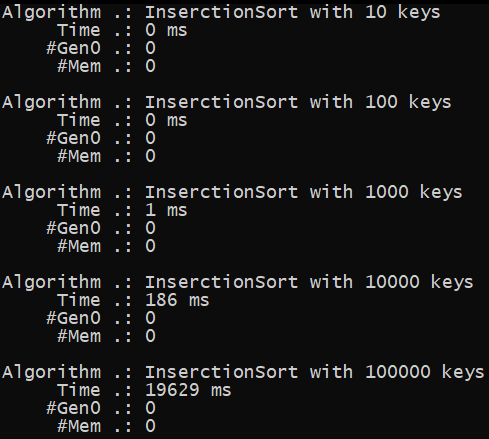 Algorithm .: InserctionSort with 10 keys
Time .: 0 ms
#Gen0 .: 0
#Mem .: 0
Algorithm .: InserctionSort with 100 keys
Time .: 0 ms
#Gen0 .: 0
#Mem .: 0
Algorithm .: InserctionSort with 1000 keys
Time .: 1 ms
#Gen0 .: 0
#Mem .: 0
Algorithm .: InserctionSort with 10000 keys
Time .: 186 ms
#Gen0 .: 0
#Mem .: 0
Algorithm .: InserctionSort with 100000 keys
Time .: 19629 ms
#Gen0 .: 0
#Mem .: 0